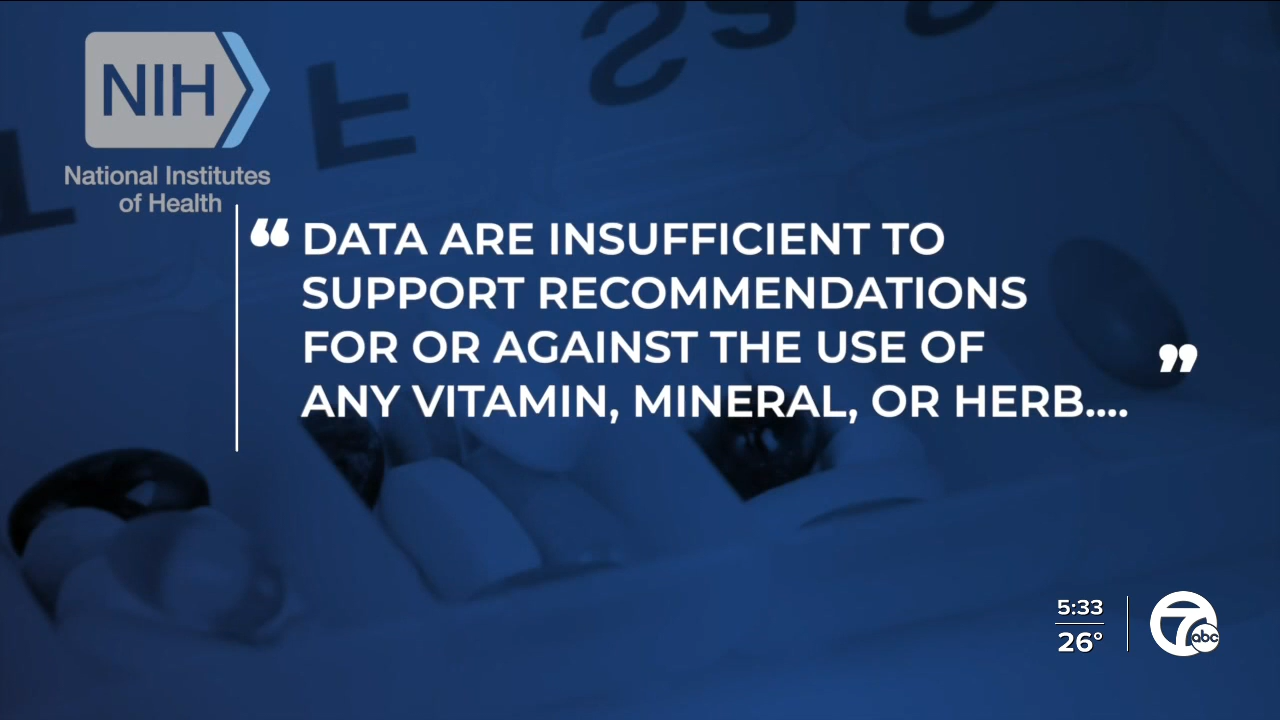 NIH
National Institutes
of Health
“ DATA ARE INSUFFICIENT TO
SUPPORT RECOMMENDATIONS
FOR OR AGAINST THE USE OF
ANY VITAMIN, MINERAL, OR HERB.... ”
T
F
S
S
5:33
26°
7 abc